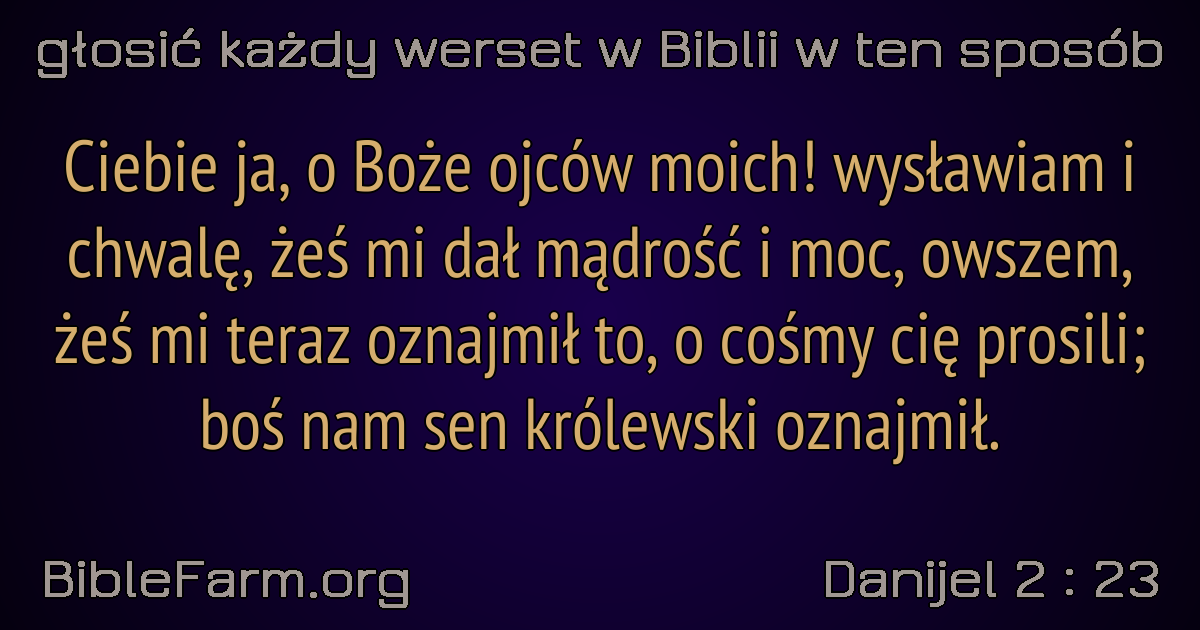 głosić każdy werset w Biblii w ten sposób
Ciebie ja, o Boże ojców moich! wysławiam i
chwalę, żeś mi dał mądrość i moc, owszem,
żeś mi teraz oznajmił to, o cośmy cię prosili;
boś nam sen królewski oznajmił.
BibleFarm.org
Danijel 2 : 23